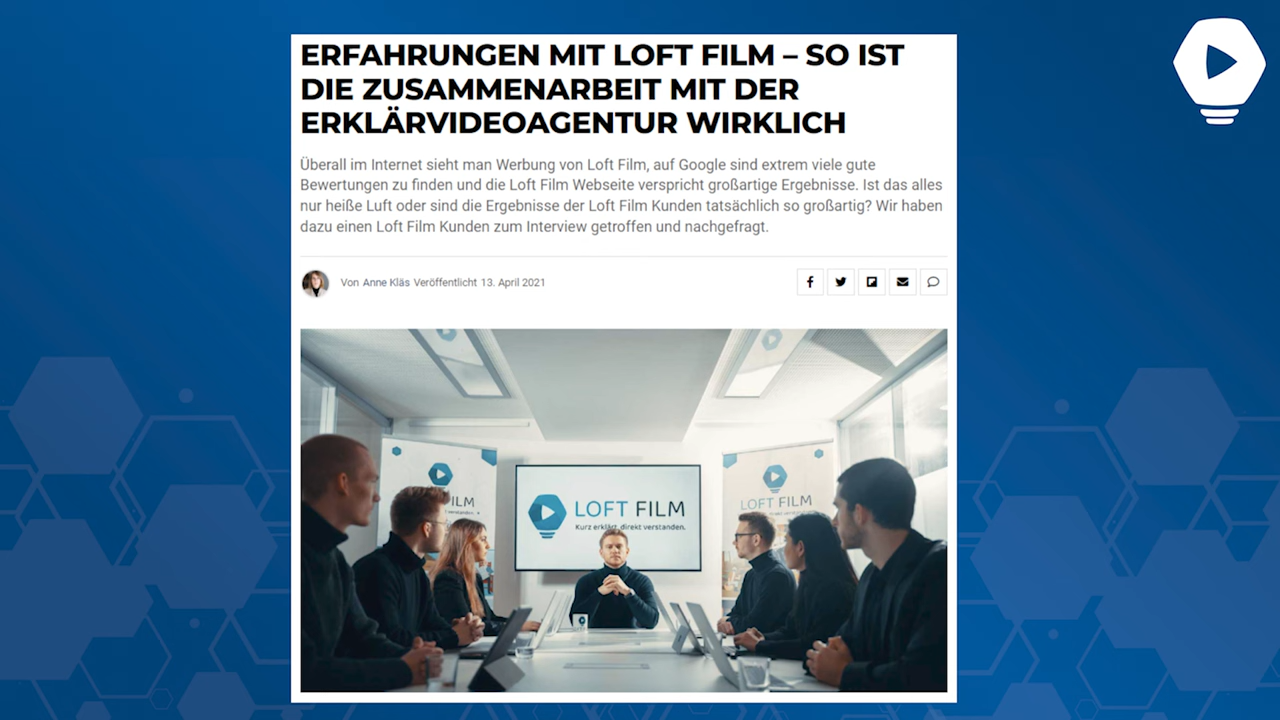 ERFAHRUNGEN MIT LOFT FILM – SO IST
DIE ZUSAMMENARBEIT MIT DER
ERKLÄRVIDEOAGENTUR WIRKLICH
Überall im Internet sieht man Werbung von Loft Film, auf Google sind extrem viele gute
Bewertungen zu finden und die Loft Film Webseite verspricht großartige Ergebnisse. Ist das alles
nur heiße Luft oder sind die Ergebnisse der Loft Film Kunden tatsächlich so großartig? Wir haben
dazu einen Loft Film Kunden zum Interview getroffen und nachgefragt.
Von Anne Kläs Veröffentlicht 13. April 2021
ILM
LOFT FILM
Kurz erklärt, direkt verstanden.
LOFT FILM